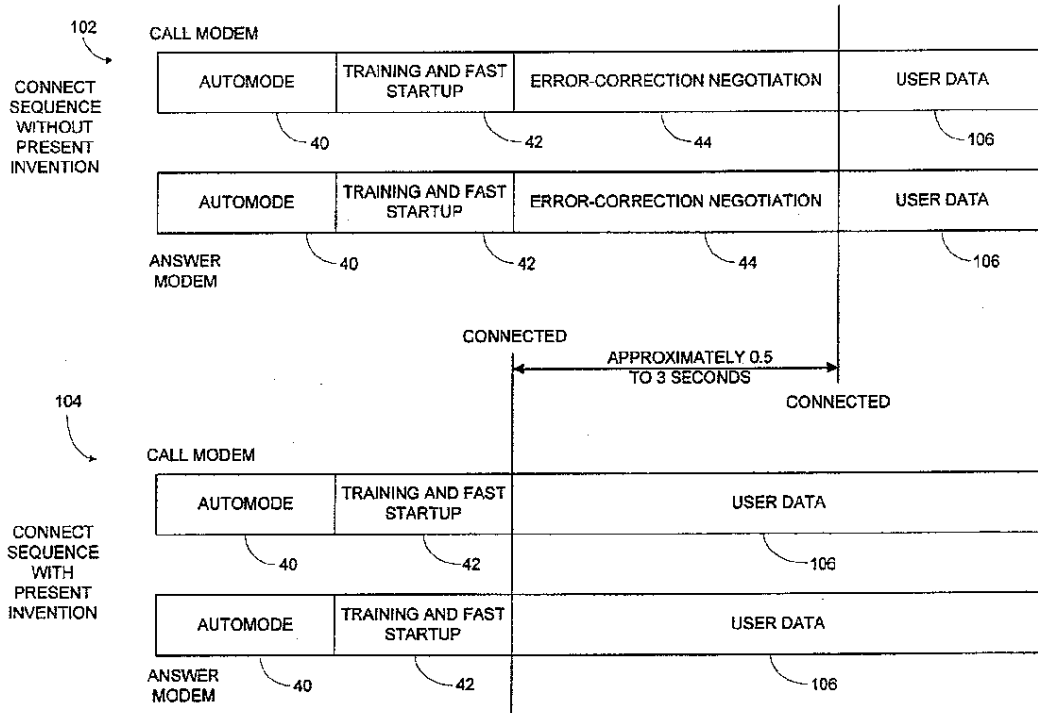 102
CALL MODEM
CONNECT
SEQUENCE
WITHOUT
PRESENT
INVENTION
AUTOMODE
TRAINING AND FAST
STARTUP
ERROR-CORRECTION NEGOTIATION
USER DATA
40
42
44
106
AUTOMODE
TRAINING AND FAST
STARTUP
ERROR-CORRECTION NEGOTIATION
USER DATA
ANSWER
MODEM
40
42
44
106
CONNECTED
APPROXIMATELY 0.5
TO 3 SECONDS
CONNECTED
104
CALL MODEM
CONNECT
SEQUENCE
WITH
PRESENT
INVENTION
AUTOMODE
TRAINING AND FAST
STARTUP
USER DATA
40
42
106
AUTOMODE
TRAINING AND FAST
STARTUP
USER DATA
ANSWER
MODEM
40
42
106